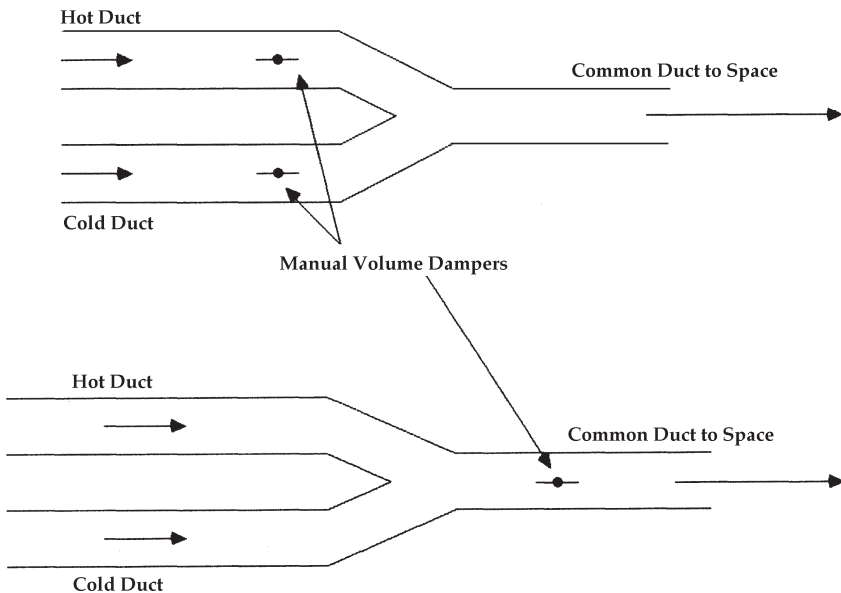 Hot Duct
Common Duct to Space
Cold Duct
Manual Volume Dampers
Hot Duct
Common Duct to Space
Cold Duct